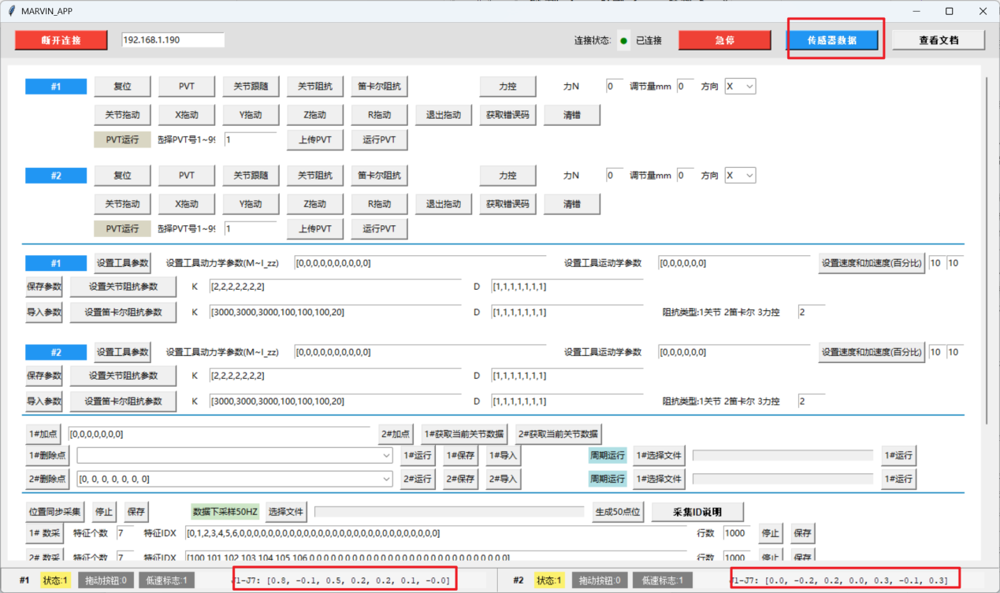 MARVIN_APP
断开连接 192.168.1.190 连接状态: 已连接 急停 传感器数据 查看文档
#1 复位 PVT 关节跟随 关节阻抗 笛卡尔阻抗 力控 力N 0 调节量mm 0 方向 X
关节拖动 X拖动 Y拖动 Z拖动 R拖动 退出拖动 获取错误码 清错
PVT运行 选择PVT号1~99 1 上传PVT 运行PVT
#2 复位 PVT 关节跟随 关节阻抗 笛卡尔阻抗 力控 力N 0 调节量mm 0 方向 X
关节拖动 X拖动 Y拖动 Z拖动 R拖动 退出拖动 获取错误码 清错
PVT运行 选择PVT号1~99 1 上传PVT 运行PVT
#1 设置工具参数 设置工具动力学参数(M~I_zz) [0,0,0,0,0,0,0,0,0,0] 设置工具运动学参数 [0,0,0,0,0,0] 设置速度和加速度(百分比) 10 10
保存参数 设置关节阻抗参数 K [2,2,2,2,2,2,2] D [1,1,1,1,1,1,1]
导入参数 设置笛卡尔阻抗参数 K [3000,3000,3000,100,100,100,20] D [1,1,1,1,1,1,1] 阻抗类型:1关节 2笛卡尔 3力控 2
#2 设置工具参数 设置工具动力学参数(M~I_zz) [0,0,0,0,0,0,0,0,0,0] 设置工具运动学参数 [0,0,0,0,0,0] 设置速度和加速度(百分比) 10 10
保存参数 设置关节阻抗参数 K [2,2,2,2,2,2,2] D [1,1,1,1,1,1,1]
导入参数 设置笛卡尔阻抗参数 K [3000,3000,3000,100,100,100,20] D [1,1,1,1,1,1,1] 阻抗类型:1关节 2笛卡尔 3力控 2
1#加点 [0,0,0,0,0,0,0] 2#加点 1#获取当前关节数据 2#获取当前关节数据
1#删除点 1#运行 1#保存 1#导入 周期运行 1#选择文件 1#运行
2#删除点 [0, 0, 0, 0, 0, 0, 0] 2#运行 2#保存 2#导入 周期运行 1#选择文件 1#运行
位置同步采集 停止 保存 数据下采样50HZ 选择文件 生成50点位 采集ID说明
1# 数采 特征个数 7 特征IDX [0,1,2,3,4,5,6,0,0,0,0,0,0,0,0,0,0,0,0,0,0,0,0,0,0,0,0,0,0,0,0,0,0,0,0] 行数 1000 停止 保存
2# 数采 特征个数 7 特征IDX 行数 1000 停止 保存
#1 状态:1 拖动按钮:0 低速标志:1 J1-J7: [0.8, -0.1, 0.5, 0.2, 0.2, 0.1, -0.0] #2 状态:1 拖动按钮:0 低速标志:1 J1-J7: [0.0, -0.2, 0.2, 0.0, 0.3, -0.1, 0.3]